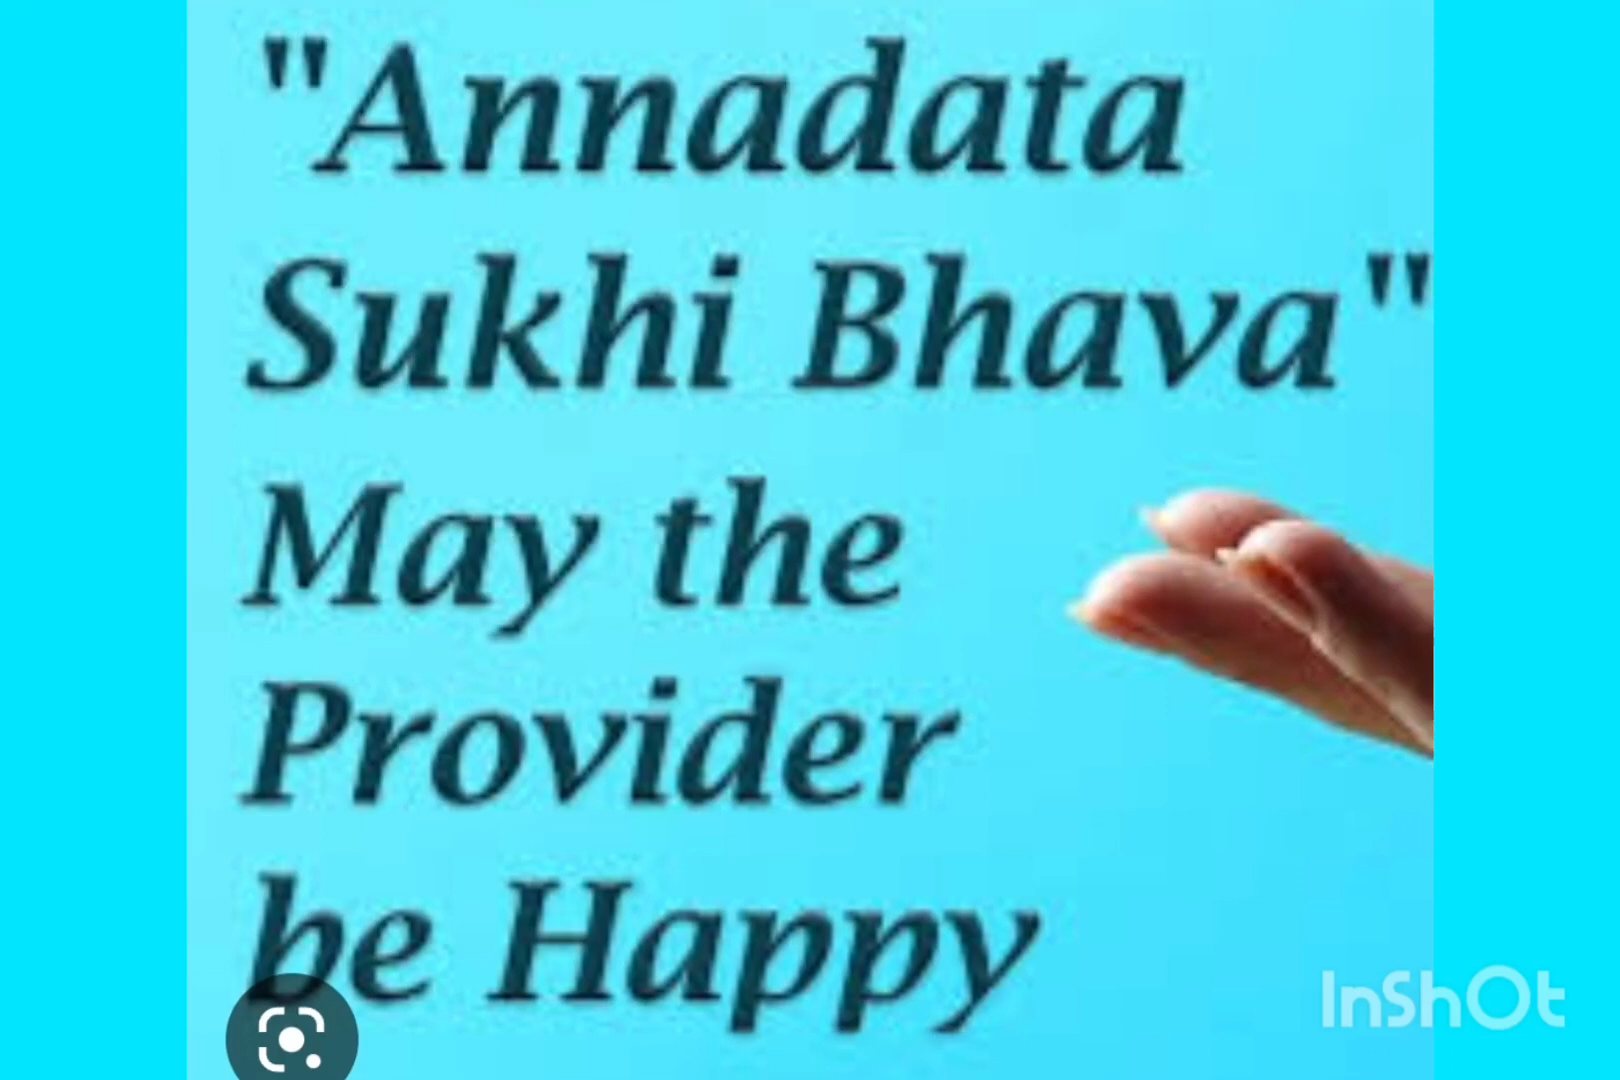 "Annadata
Sukhi Bhava"
May the
Provider
be Happy
InShOt